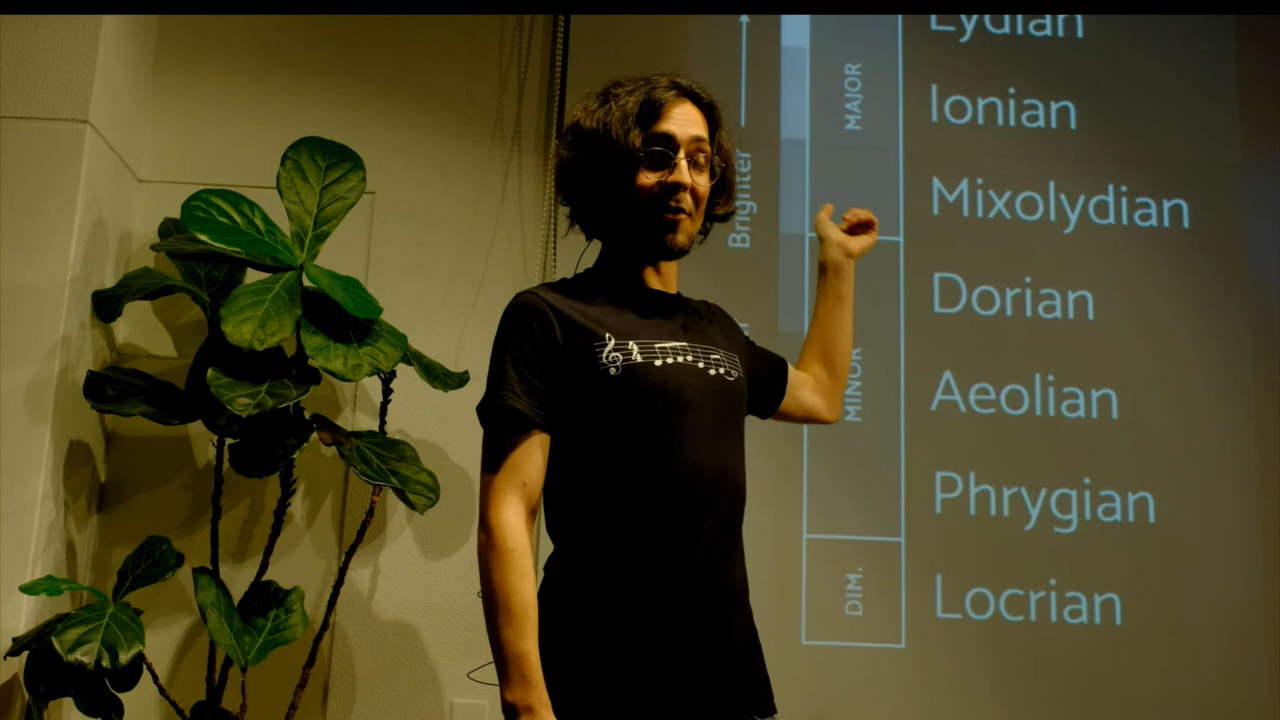 Lydian
Ionian
Mixolydian
Dorian
Aeolian
Phrygian
Locrian
MAJOR
MINOR
DIM.
Brighter